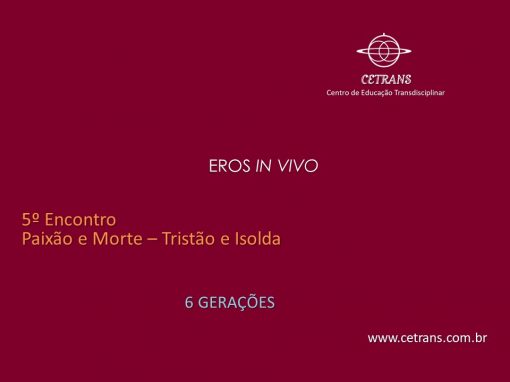 CETRANS
Centro de Educação Transdisciplinar
EROS IN VIVO
5º Encontro
Paixão e Morte – Tristão e Isolda
6 GERAÇÕES
www.cetrans.com.br